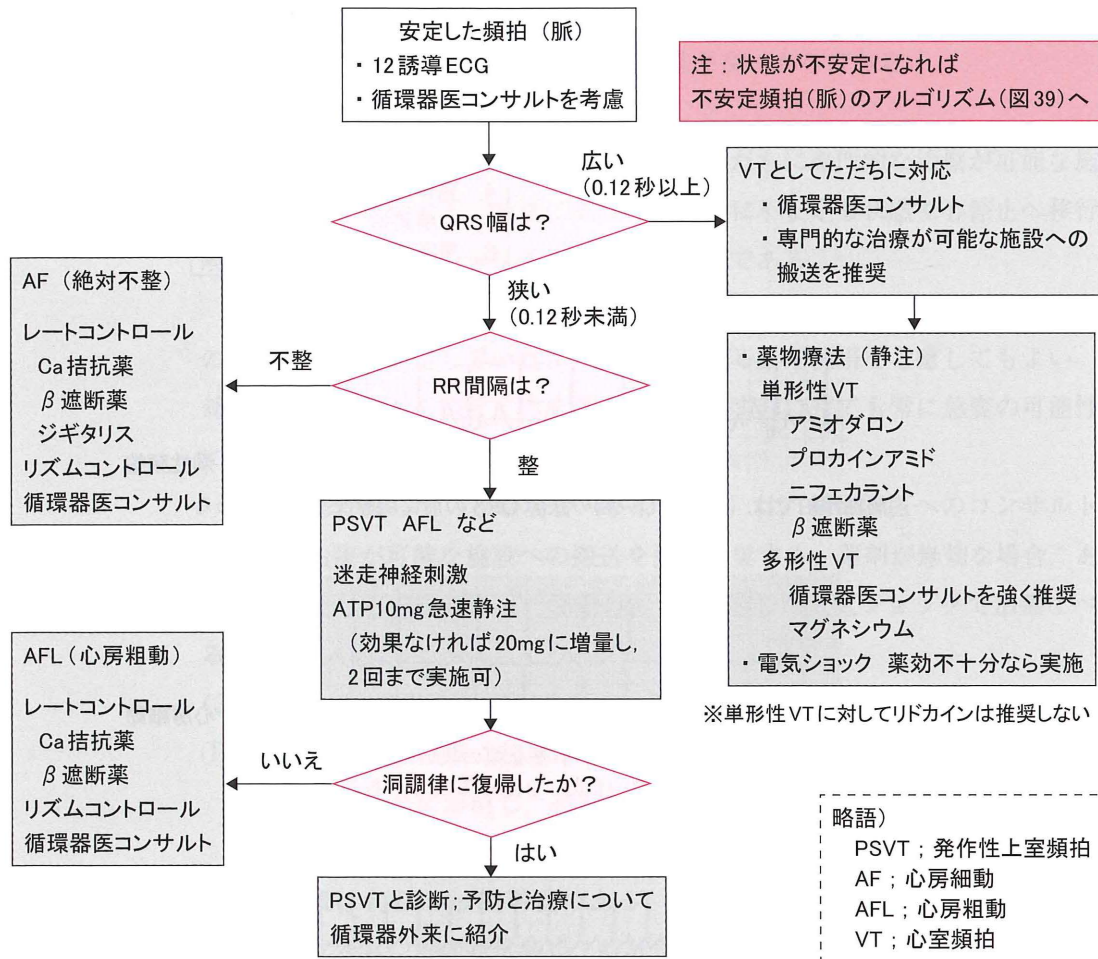 安定した頻拍（脈）
・12誘導ECG
・循環器医コンサルトを考慮
注：状態が不安定になれば
不安定頻拍(脈)のアルゴリズム(図39)へ
QRS幅は？
広い
（0.12秒以上）
VTとしてただちに対応
・循環器医コンサルト
・専門的な治療が可能な施設への
搬送を推奨
狭い
（0.12秒未満）
RR間隔は？
不整
AF（絶対不整）
レートコントロール
Ca拮抗薬
β遮断薬
ジギタリス
リズムコントロール
循環器医コンサルト
・薬物療法（静注）
単形性VT
アミオダロン
プロカインアミド
ニフェカラント
β遮断薬
多形性VT
循環器医コンサルトを強く推奨
マグネシウム
・電気ショック 薬効不十分なら実施
※単形性VTに対してリドカインは推奨しない
整
PSVT AFL など
迷走神経刺激
ATP10mg急速静注
（効果なければ20mgに増量し，
2回まで実施可）
洞調律に復帰したか？
いいえ
AFL（心房粗動）
レートコントロール
Ca拮抗薬
β遮断薬
リズムコントロール
循環器医コンサルト
はい
PSVTと診断；予防と治療について
循環器外来に紹介
略語）
PSVT；発作性上室頻拍
AF；心房細動
AFL；心房粗動
VT；心室頻拍